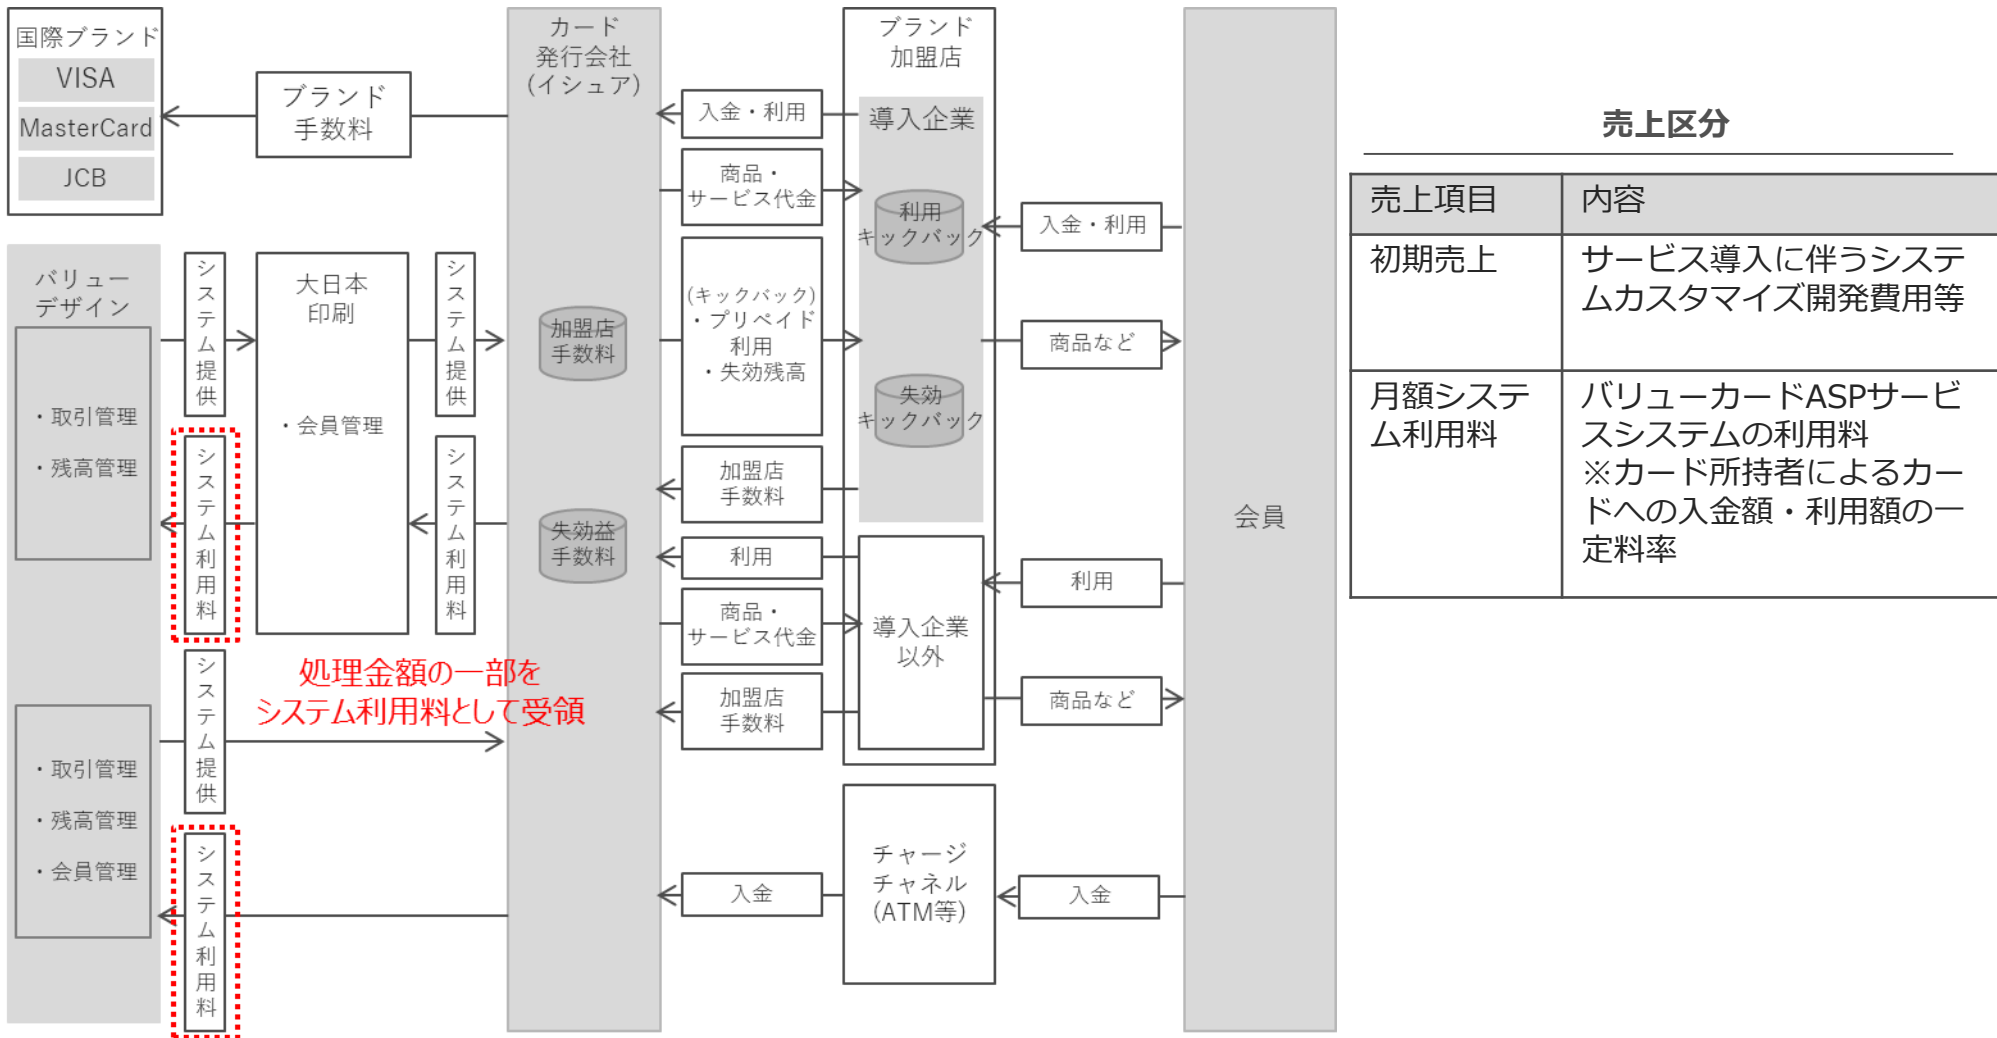 国際ブランド
VISA
MasterCard
JCB
ブランド
手数料
カード
発行会社
(イシュア)
ブランド
加盟店
入金・利用
導入企業
商品・
サービス代金
利用
キックバック
入金・利用
バリュー
デザイン
・取引管理
・残高管理
システム提供
大日本
印刷
・会員管理
システム提供
システム利用料
システム利用料
加盟店
手数料
(キックバック)
・プリペイド
利用
・失効残高
商品など
失効
キックバック
加盟店
手数料
失効益
手数料
利用
商品・
サービス代金
加盟店
手数料
導入企業
以外
利用
商品など
会員
処理金額の一部を
システム利用料として受領
システム提供
・取引管理
・残高管理
・会員管理
システム利用料
入金
チャージ
チャネル
(ATM等)
入金
売上区分
売上項目
内容
初期売上
サービス導入に伴うシステ
ムカスタマイズ開発費用等
月額システ
ム利用料
バリューカードASPサービ
スシステムの利用料
※カード所持者によるカー
ドへの入金額・利用額の一
定料率